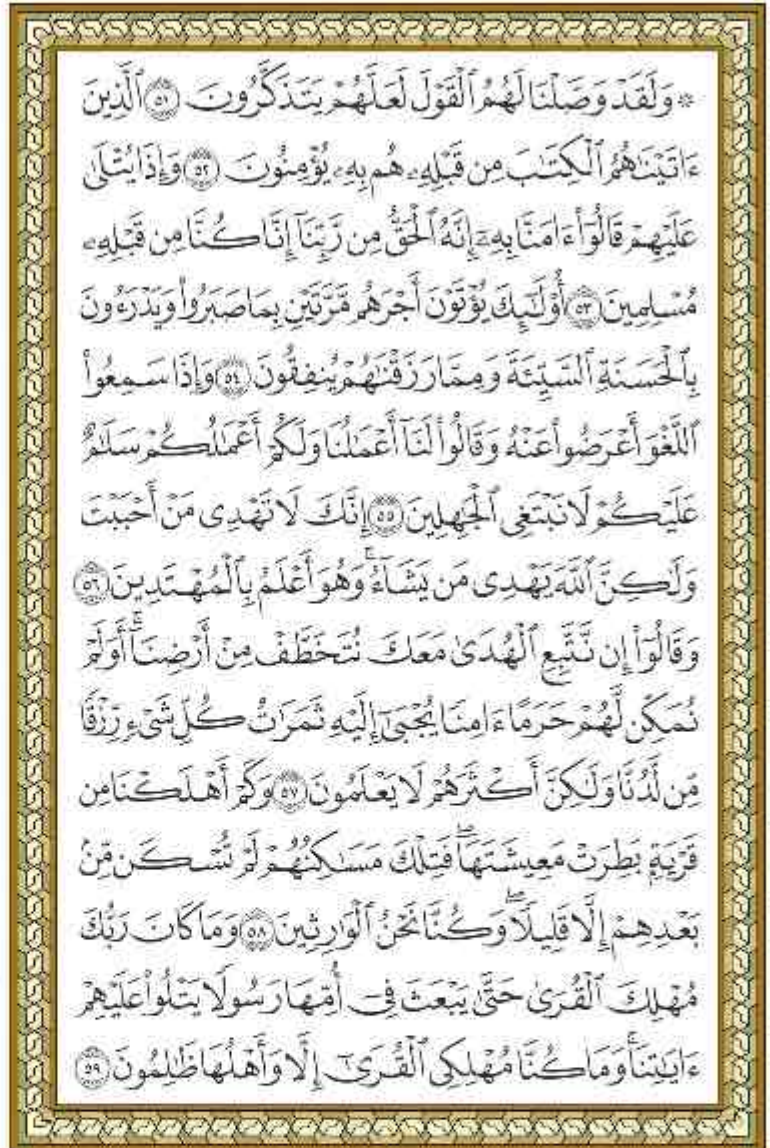 ۞ وَلَقَدْ وَصَّلْنَا لَهُمُ ٱلْقَوْلَ لَعَلَّهُمْ يَتَذَكَّرُونَ ۝٥١ ٱلَّذِينَ
ءَاتَيْنَٰهُمُ ٱلْكِتَٰبَ مِن قَبْلِهِۦ هُم بِهِۦ يُؤْمِنُونَ ۝٥٢ وَإِذَا يُتْلَىٰ
عَلَيْهِمْ قَالُوٓا۟ ءَامَنَّا بِهِۦٓ إِنَّهُ ٱلْحَقُّ مِن رَّبِّنَآ إِنَّا كُنَّا مِن قَبْلِهِۦ
مُسْلِمِينَ ۝٥٣ أُو۟لَٰٓئِكَ يُؤْتَوْنَ أَجْرَهُم مَّرَّتَيْنِ بِمَا صَبَرُوا۟ وَيَدْرَءُونَ
بِٱلْحَسَنَةِ ٱلسَّيِّئَةَ وَمِمَّا رَزَقْنَٰهُمْ يُنفِقُونَ ۝٥٤ وَإِذَا سَمِعُوا۟
ٱللَّغْوَ أَعْرَضُوا۟ عَنْهُ وَقَالُوا۟ لَنَآ أَعْمَٰلُنَا وَلَكُمْ أَعْمَٰلُكُمْ سَلَٰمٌ
عَلَيْكُمْ لَا نَبْتَغِى ٱلْجَٰهِلِينَ ۝٥٥ إِنَّكَ لَا تَهْدِى مَنْ أَحْبَبْتَ
وَلَٰكِنَّ ٱللَّهَ يَهْدِى مَن يَشَآءُ ۚ وَهُوَ أَعْلَمُ بِٱلْمُهْتَدِينَ ۝٥٦
وَقَالُوٓا۟ إِن نَّتَّبِعِ ٱلْهُدَىٰ مَعَكَ نُتَخَطَّفْ مِنْ أَرْضِنَآ ۚ أَوَلَمْ
نُمَكِّن لَّهُمْ حَرَمًا ءَامِنًا يُجْبَىٰٓ إِلَيْهِ ثَمَرَٰتُ كُلِّ شَىْءٍ رِّزْقًا
مِّن لَّدُنَّا وَلَٰكِنَّ أَكْثَرَهُمْ لَا يَعْلَمُونَ ۝٥٧ وَكَمْ أَهْلَكْنَا مِن
قَرْيَةٍۭ بَطِرَتْ مَعِيشَتَهَا ۖ فَتِلْكَ مَسَٰكِنُهُمْ لَمْ تُسْكَن مِّنۢ
بَعْدِهِمْ إِلَّا قَلِيلًا ۖ وَكُنَّا نَحْنُ ٱلْوَٰرِثِينَ ۝٥٨ وَمَا كَانَ رَبُّكَ
مُهْلِكَ ٱلْقُرَىٰ حَتَّىٰ يَبْعَثَ فِىٓ أُمِّهَا رَسُولًا يَتْلُوا۟ عَلَيْهِمْ
ءَايَٰتِنَا ۚ وَمَا كُنَّا مُهْلِكِى ٱلْقُرَىٰٓ إِلَّا وَأَهْلُهَا ظَٰلِمُونَ ۝٥٩